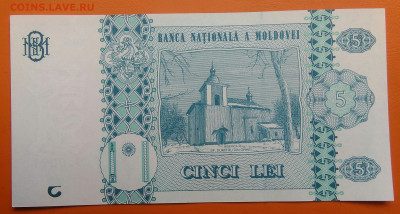 COINS.LAVE.RU
BANCA NAȚIONALĂ A MOLDOVEI
5
5
5
CINCI LEI